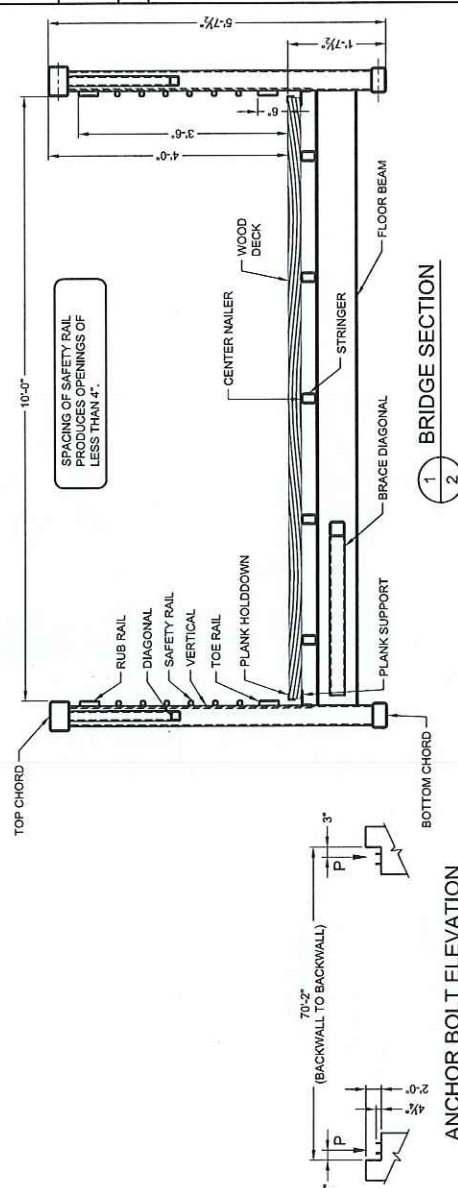 10'-0"
5'-7½"
1'-7½"
4'-0"
3'-6"
6"
SPACING OF SAFETY RAIL
PRODUCES OPENINGS OF
LESS THAN 4".
TOP CHORD
RUB RAIL
DIAGONAL
SAFETY RAIL
VERTICAL
TOE RAIL
PLANK HOLDDOWN
CENTER NAILER
WOOD
DECK
STRINGER
FLOOR BEAM
BRACE DIAGONAL
PLANK SUPPORT
BOTTOM CHORD
1
2
BRIDGE SECTION
70'-2"
(BACKWALL TO BACKWALL)
3"
P
P
2'-0"
4¼"
ANCHOR BOLT ELEVATION